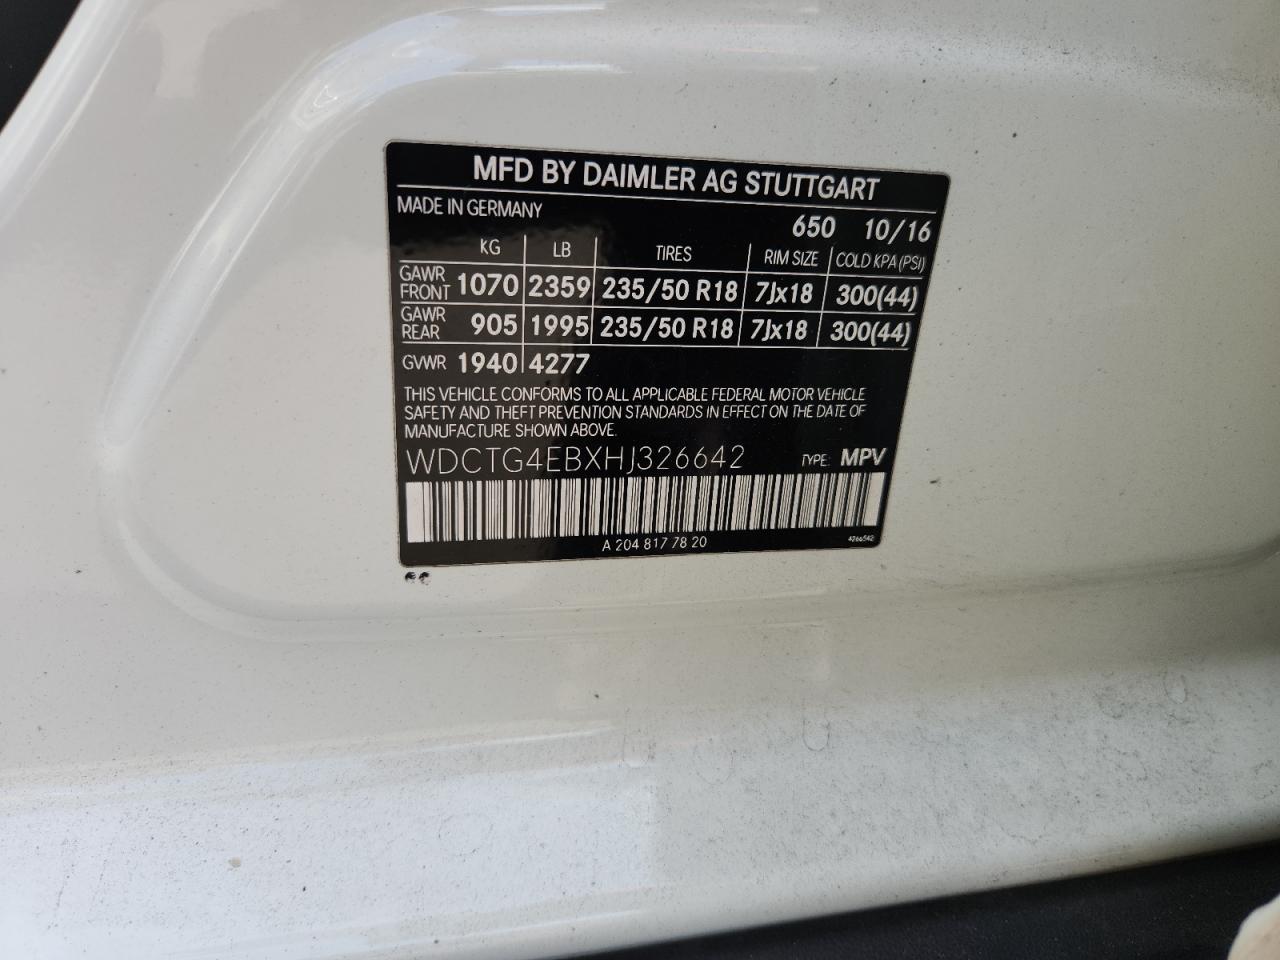 MFD BY DAIMLER AG STUTTGART
MADE IN GERMANY
650 10/16
KG LB TIRES RIM SIZE COLD KPA (PSI)
GAWR FRONT 1070 2359 235/50 R18 7Jx18 300(44)
GAWR REAR 905 1995 235/50 R18 7Jx18 300(44)
GVWR 1940 4277
THIS VEHICLE CONFORMS TO ALL APPLICABLE FEDERAL MOTOR VEHICLE
SAFETY AND THEFT PREVENTION STANDARDS IN EFFECT ON THE DATE OF
MANUFACTURE SHOWN ABOVE.
WDCTG4EBXHJ326642 TYPE: MPV
A 204 817 78 20